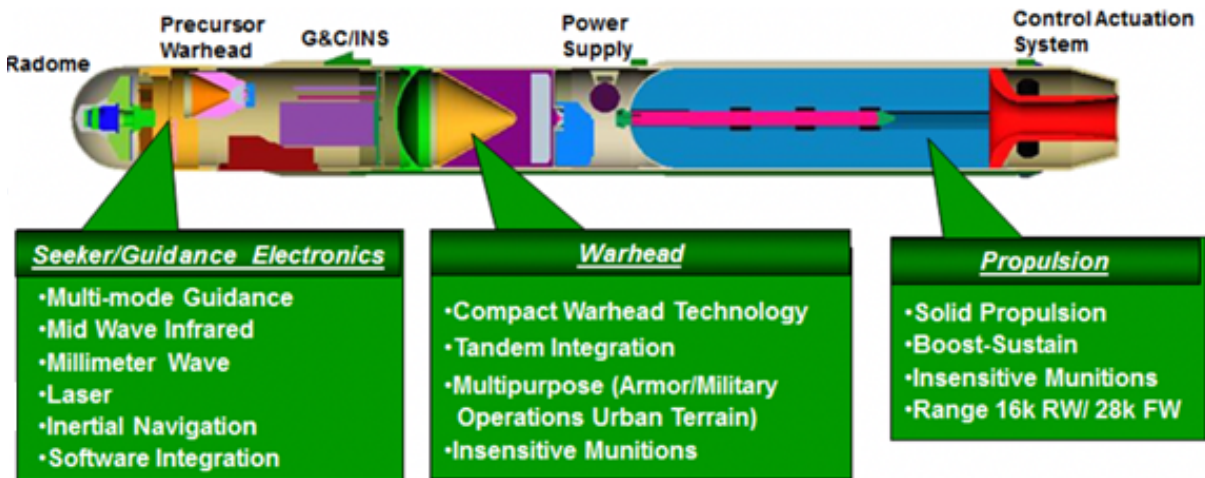 Radome
Precursor
Warhead
G&C/INS
Power
Supply
Control Actuation
System
Seeker/Guidance Electronics
•Multi-mode Guidance
•Mid Wave Infrared
•Millimeter Wave
•Laser
•Inertial Navigation
•Software Integration
Warhead
•Compact Warhead Technology
•Tandem Integration
•Multipurpose (Armor/Military
Operations Urban Terrain)
•Insensitive Munitions
Propulsion
•Solid Propulsion
•Boost-Sustain
•Insensitive Munitions
•Range 16k RW/ 28k FW